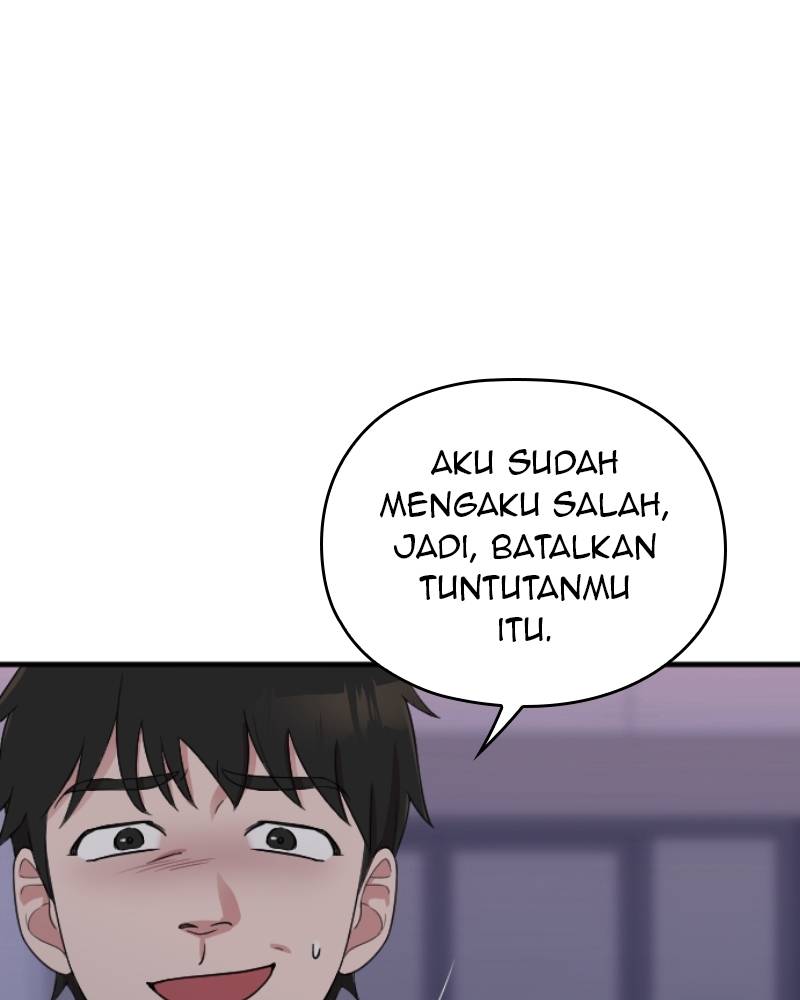 AKU SUDAH
MENGAKU SALAH,
JADI, BATALKAN
TUNTUTANMU
ITU.